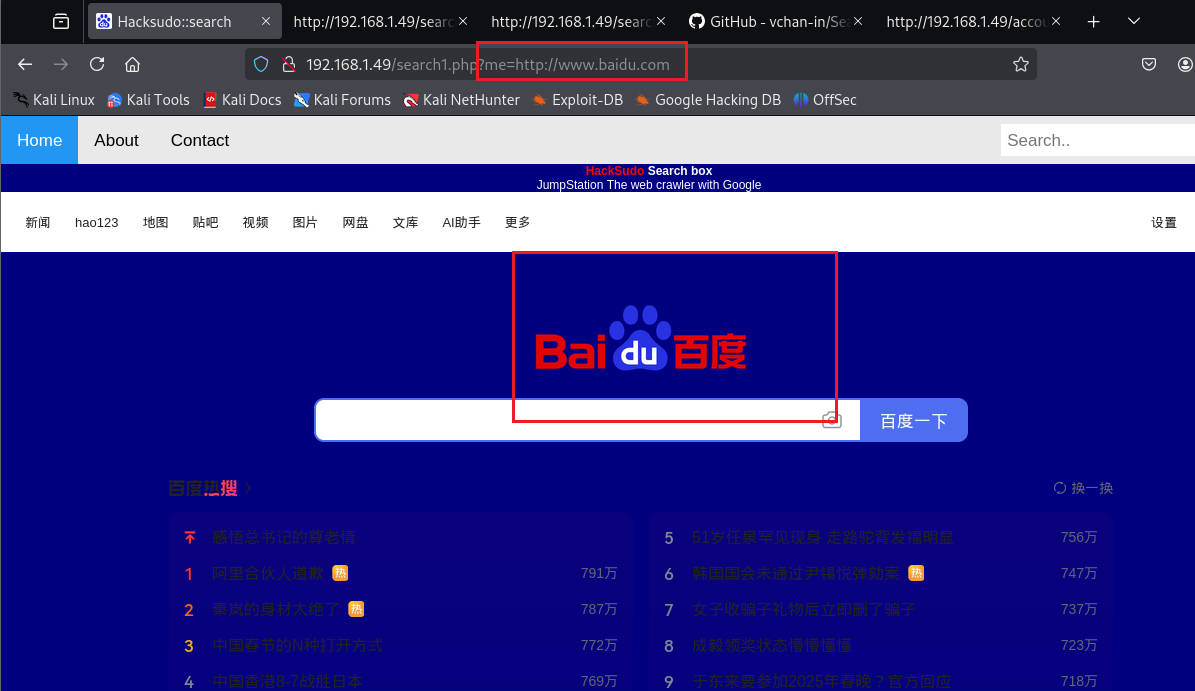 Hacksudo::search
http://192.168.1.49/searc
http://192.168.1.49/searc
GitHub - vchan-in/Sea
http://192.168.1.49/accou
192.168.1.49/search1.php?me=http://www.baidu.com
Kali Linux
Kali Tools
Kali Docs
Kali Forums
Kali NetHunter
Exploit-DB
Google Hacking DB
OffSec
Home
About
Contact
Search..
HackSudo Search box
JumpStation The web crawler with Google
新闻
hao123
地图
贴吧
视频
图片
网盘
文库
AI助手
更多
设置
Bai du 百度
百度一下
百度热搜
换一换
感悟总书记的尊老情
1 阿里合伙人道歉 热 791万
2 秦岚的身材太绝了 热 787万
3 中国春节的N种打开方式 772万
4 中国香港8-7战胜日本 769万
5 51岁任泉罕见现身 走路驼背发福明显 756万
6 韩国国会未通过尹锡悦弹劾案 热 747万
7 女子收骗子礼物后立即删了骗子 737万
8 成毅领奖状态懵懵懂懂 723万
9 于东来要参加2025年春晚？官方回应 718万